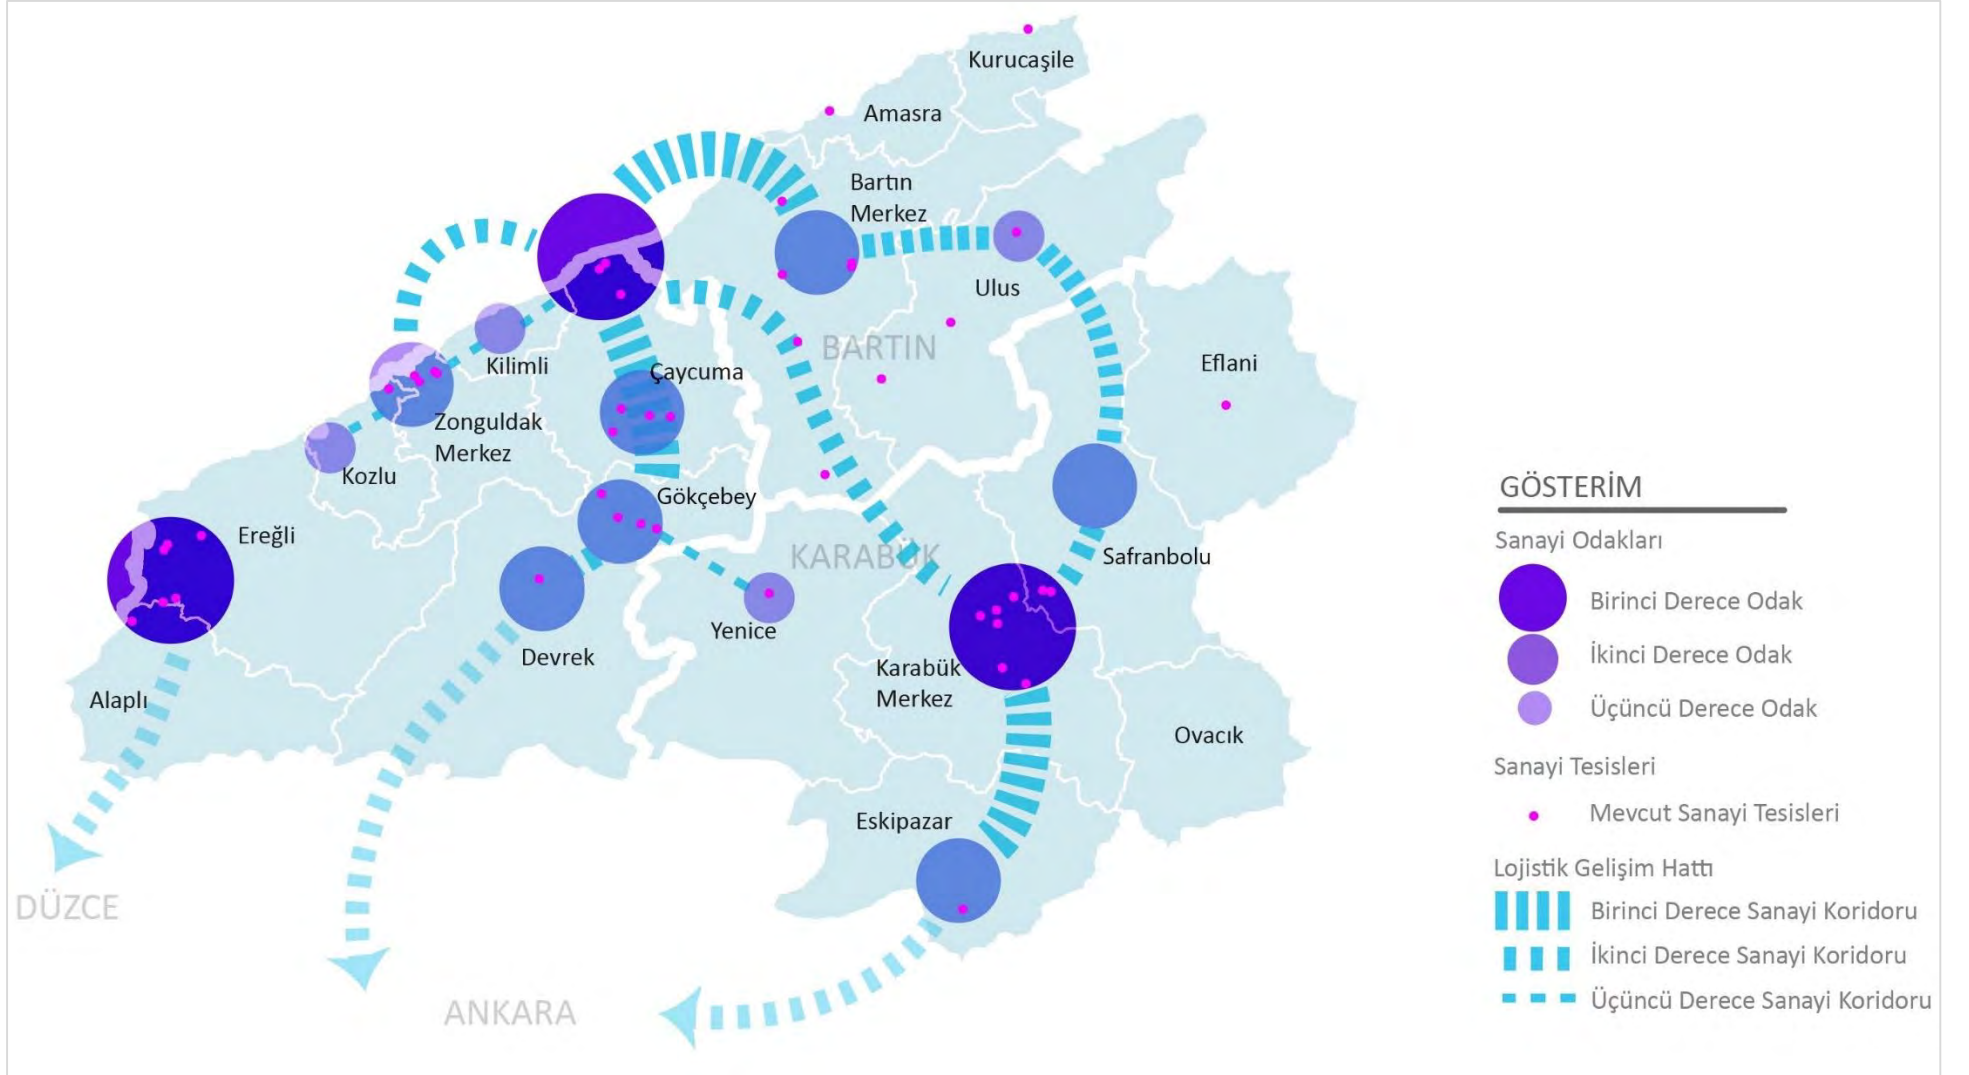 Kurucaşile
Amasra
Bartın
Merkez
Ulus
BARTIN
Eflani
Kilimli
Çaycuma
Zonguldak
Merkez
Kozlu
Gökçebey
Ereğli
KARABÜK
Safranbolu
Yenice
Devrek
Karabük
Merkez
Alaplı
Ovacık
Eskipazar
DÜZCE
ANKARA
GÖSTERİM
Sanayi Odakları
Birinci Derece Odak
İkinci Derece Odak
Üçüncü Derece Odak
Sanayi Tesisleri
Mevcut Sanayi Tesisleri
Lojistik Gelişim Hattı
Birinci Derece Sanayi Koridoru
İkinci Derece Sanayi Koridoru
Üçüncü Derece Sanayi Koridoru